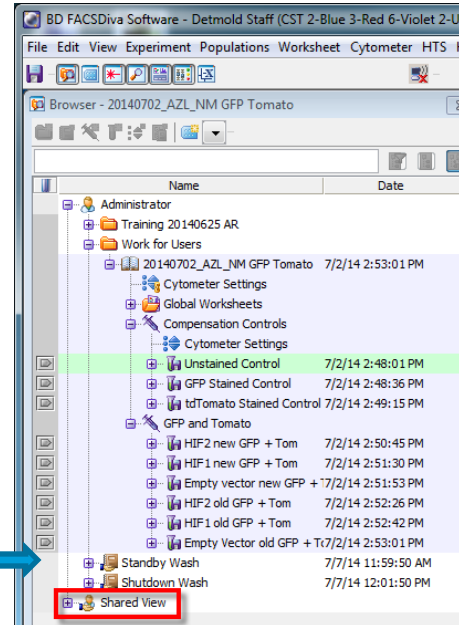 BD FACSDiva Software - Detmold Staff (CST 2-Blue 3-Red 6-Violet 2-U
File Edit View Experiment Populations Worksheet Cytometer HTS
Browser - 20140702_AZL_NM GFP Tomato
Name Date
Administrator
Training 20140625 AR
Work for Users
20140702_AZL_NM GFP Tomato 7/2/14 2:53:01 PM
Cytometer Settings
Global Worksheets
Compensation Controls
Cytometer Settings
Unstained Control 7/2/14 2:48:01 PM
GFP Stained Control 7/2/14 2:48:36 PM
tdTomato Stained Control 7/2/14 2:49:15 PM
GFP and Tomato
HIF2 new GFP + Tom 7/2/14 2:50:45 PM
HIF1 new GFP + Tom 7/2/14 2:51:30 PM
Empty vector new GFP + 7/2/14 2:51:53 PM
HIF2 old GFP + Tom 7/2/14 2:52:26 PM
HIF1 old GFP + Tom 7/2/14 2:52:42 PM
Empty Vector old GFP + To 7/2/14 2:53:01 PM
Standby Wash 7/7/14 11:59:50 AM
Shutdown Wash 7/7/14 12:01:50 PM
Shared View